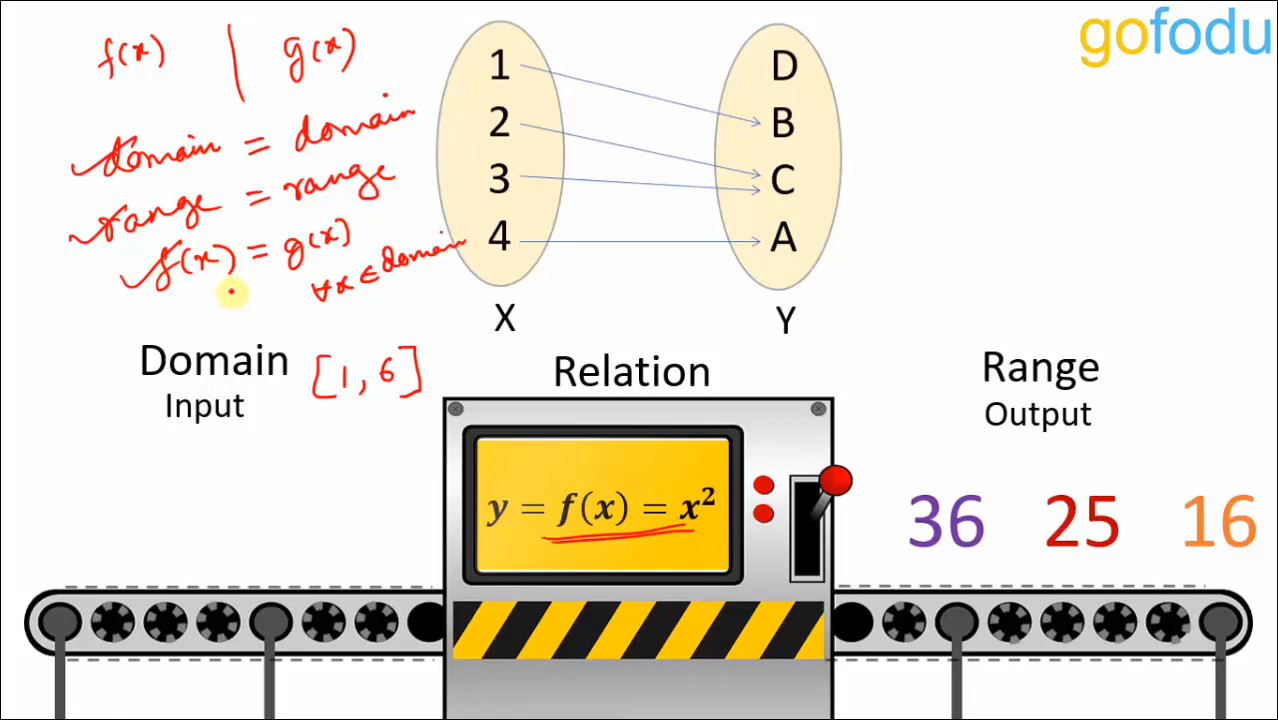 gofodu
f(x) | g(x)
domain = domain
range = range
f(x) = g(x)
∀x ∈ domain
1
2
3
4
X
D
B
C
A
Y
Domain
Input
[1, 6]
Relation
y = f(x) = x²
Range
Output
36 25 16